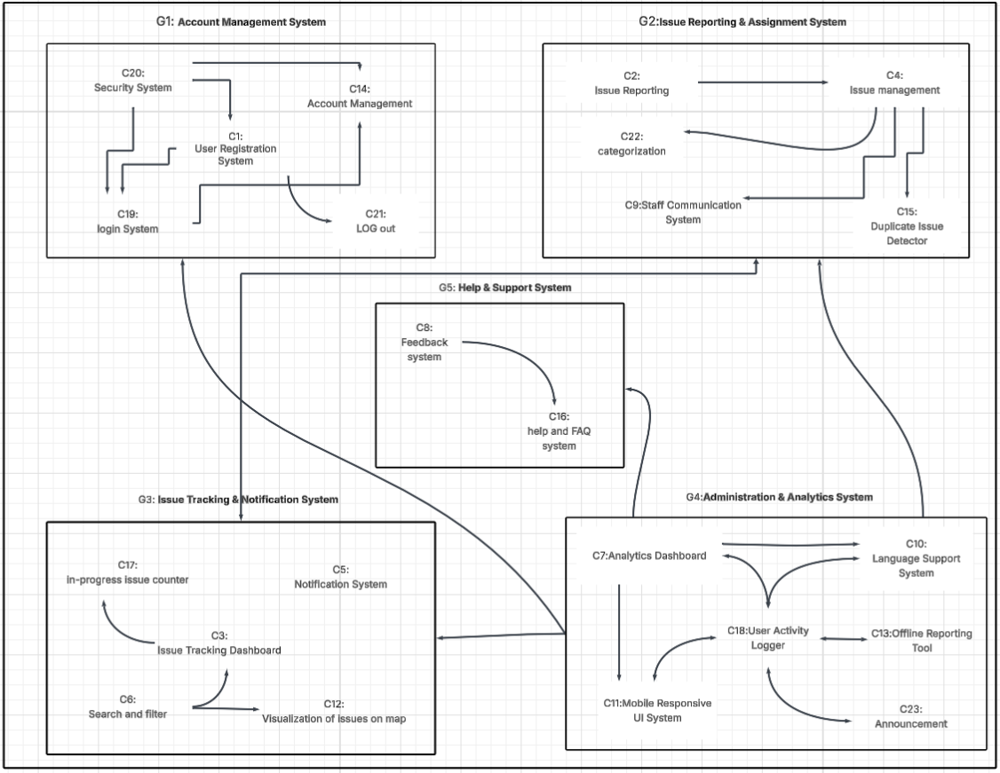 G1: Account Management System
C20:
Security System
C14:
Account Management
C1:
User Registration
System
C19:
login System
C21:
LOG out
G2:Issue Reporting & Assignment System
C2:
Issue Reporting
C4:
Issue management
C22:
categorization
C9:Staff Communication
System
C15:
Duplicate Issue
Detector
G5: Help & Support System
C8:
Feedback
system
C16:
help and FAQ
system
G3: Issue Tracking & Notification System
C17:
in-progress issue counter
C5:
Notification System
C3:
Issue Tracking Dashboard
C6:
Search and filter
C12:
Visualization of issues on map
G4:Administration & Analytics System
C7:Analytics Dashboard
C10:
Language Support
System
C18:User Activity
Logger
C13:Offline Reporting
Tool
C11:Mobile Responsive
UI System
C23:
Announcement